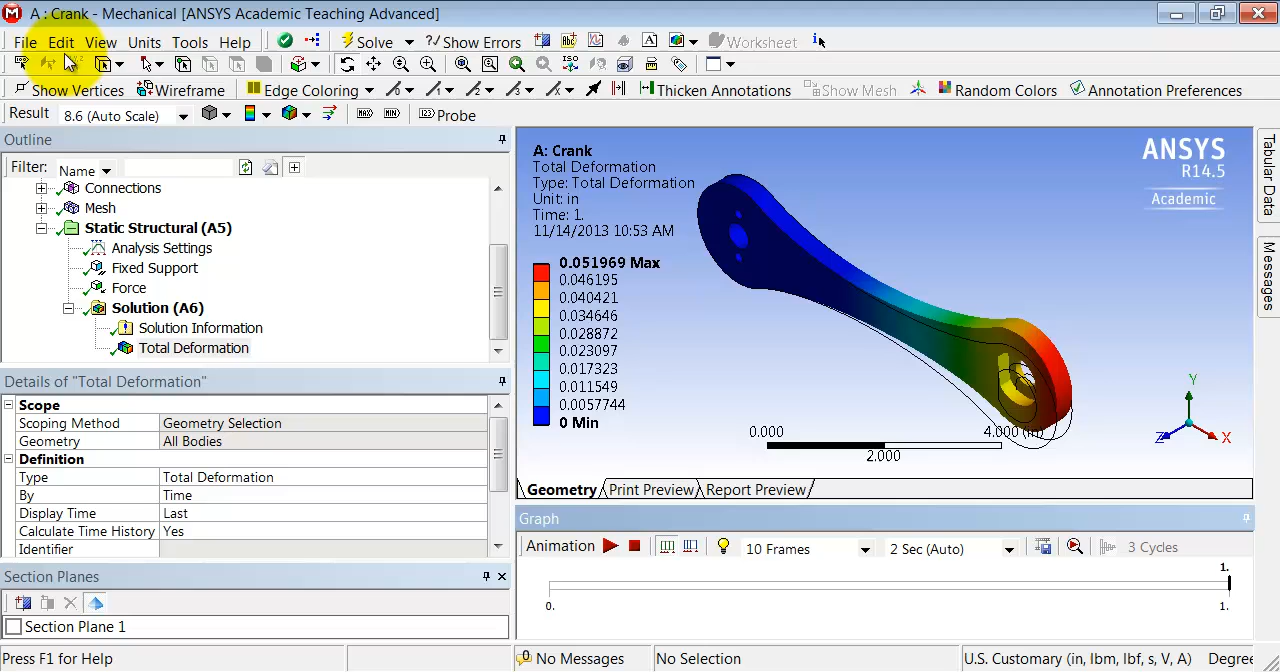 A : Crank - Mechanical [ANSYS Academic Teaching Advanced]
File Edit View Units Tools Help Solve Show Errors Worksheet
Show Vertices Wireframe Edge Coloring Thicken Annotations Show Mesh Random Colors Annotation Preferences
Result 8.6 (Auto Scale) MAX MIN Probe
Outline
Filter: Name
Connections
Mesh
Static Structural (A5)
Analysis Settings
Fixed Support
Force
Solution (A6)
Solution Information
Total Deformation
Details of "Total Deformation"
Scope
Scoping Method Geometry Selection
Geometry All Bodies
Definition
Type Total Deformation
By Time
Display Time Last
Calculate Time History Yes
Identifier
Section Planes
Section Plane 1
A: Crank
Total Deformation
Type: Total Deformation
Unit: in
Time: 1.
11/14/2013 10:53 AM
0.051969 Max
0.046195
0.040421
0.034646
0.028872
0.023097
0.017323
0.011549
0.0057744
0 Min
ANSYS
R14.5
Academic
0.000 4.000 (in)
2.000
Y
Z X
Geometry Print Preview Report Preview
Tabular Data
Messages
Graph
Animation 10 Frames 2 Sec (Auto) 3 Cycles
1.
0. 1.
Press F1 for Help No Messages No Selection U.S. Customary (in, lbm, lbf, s, V, A) Degree